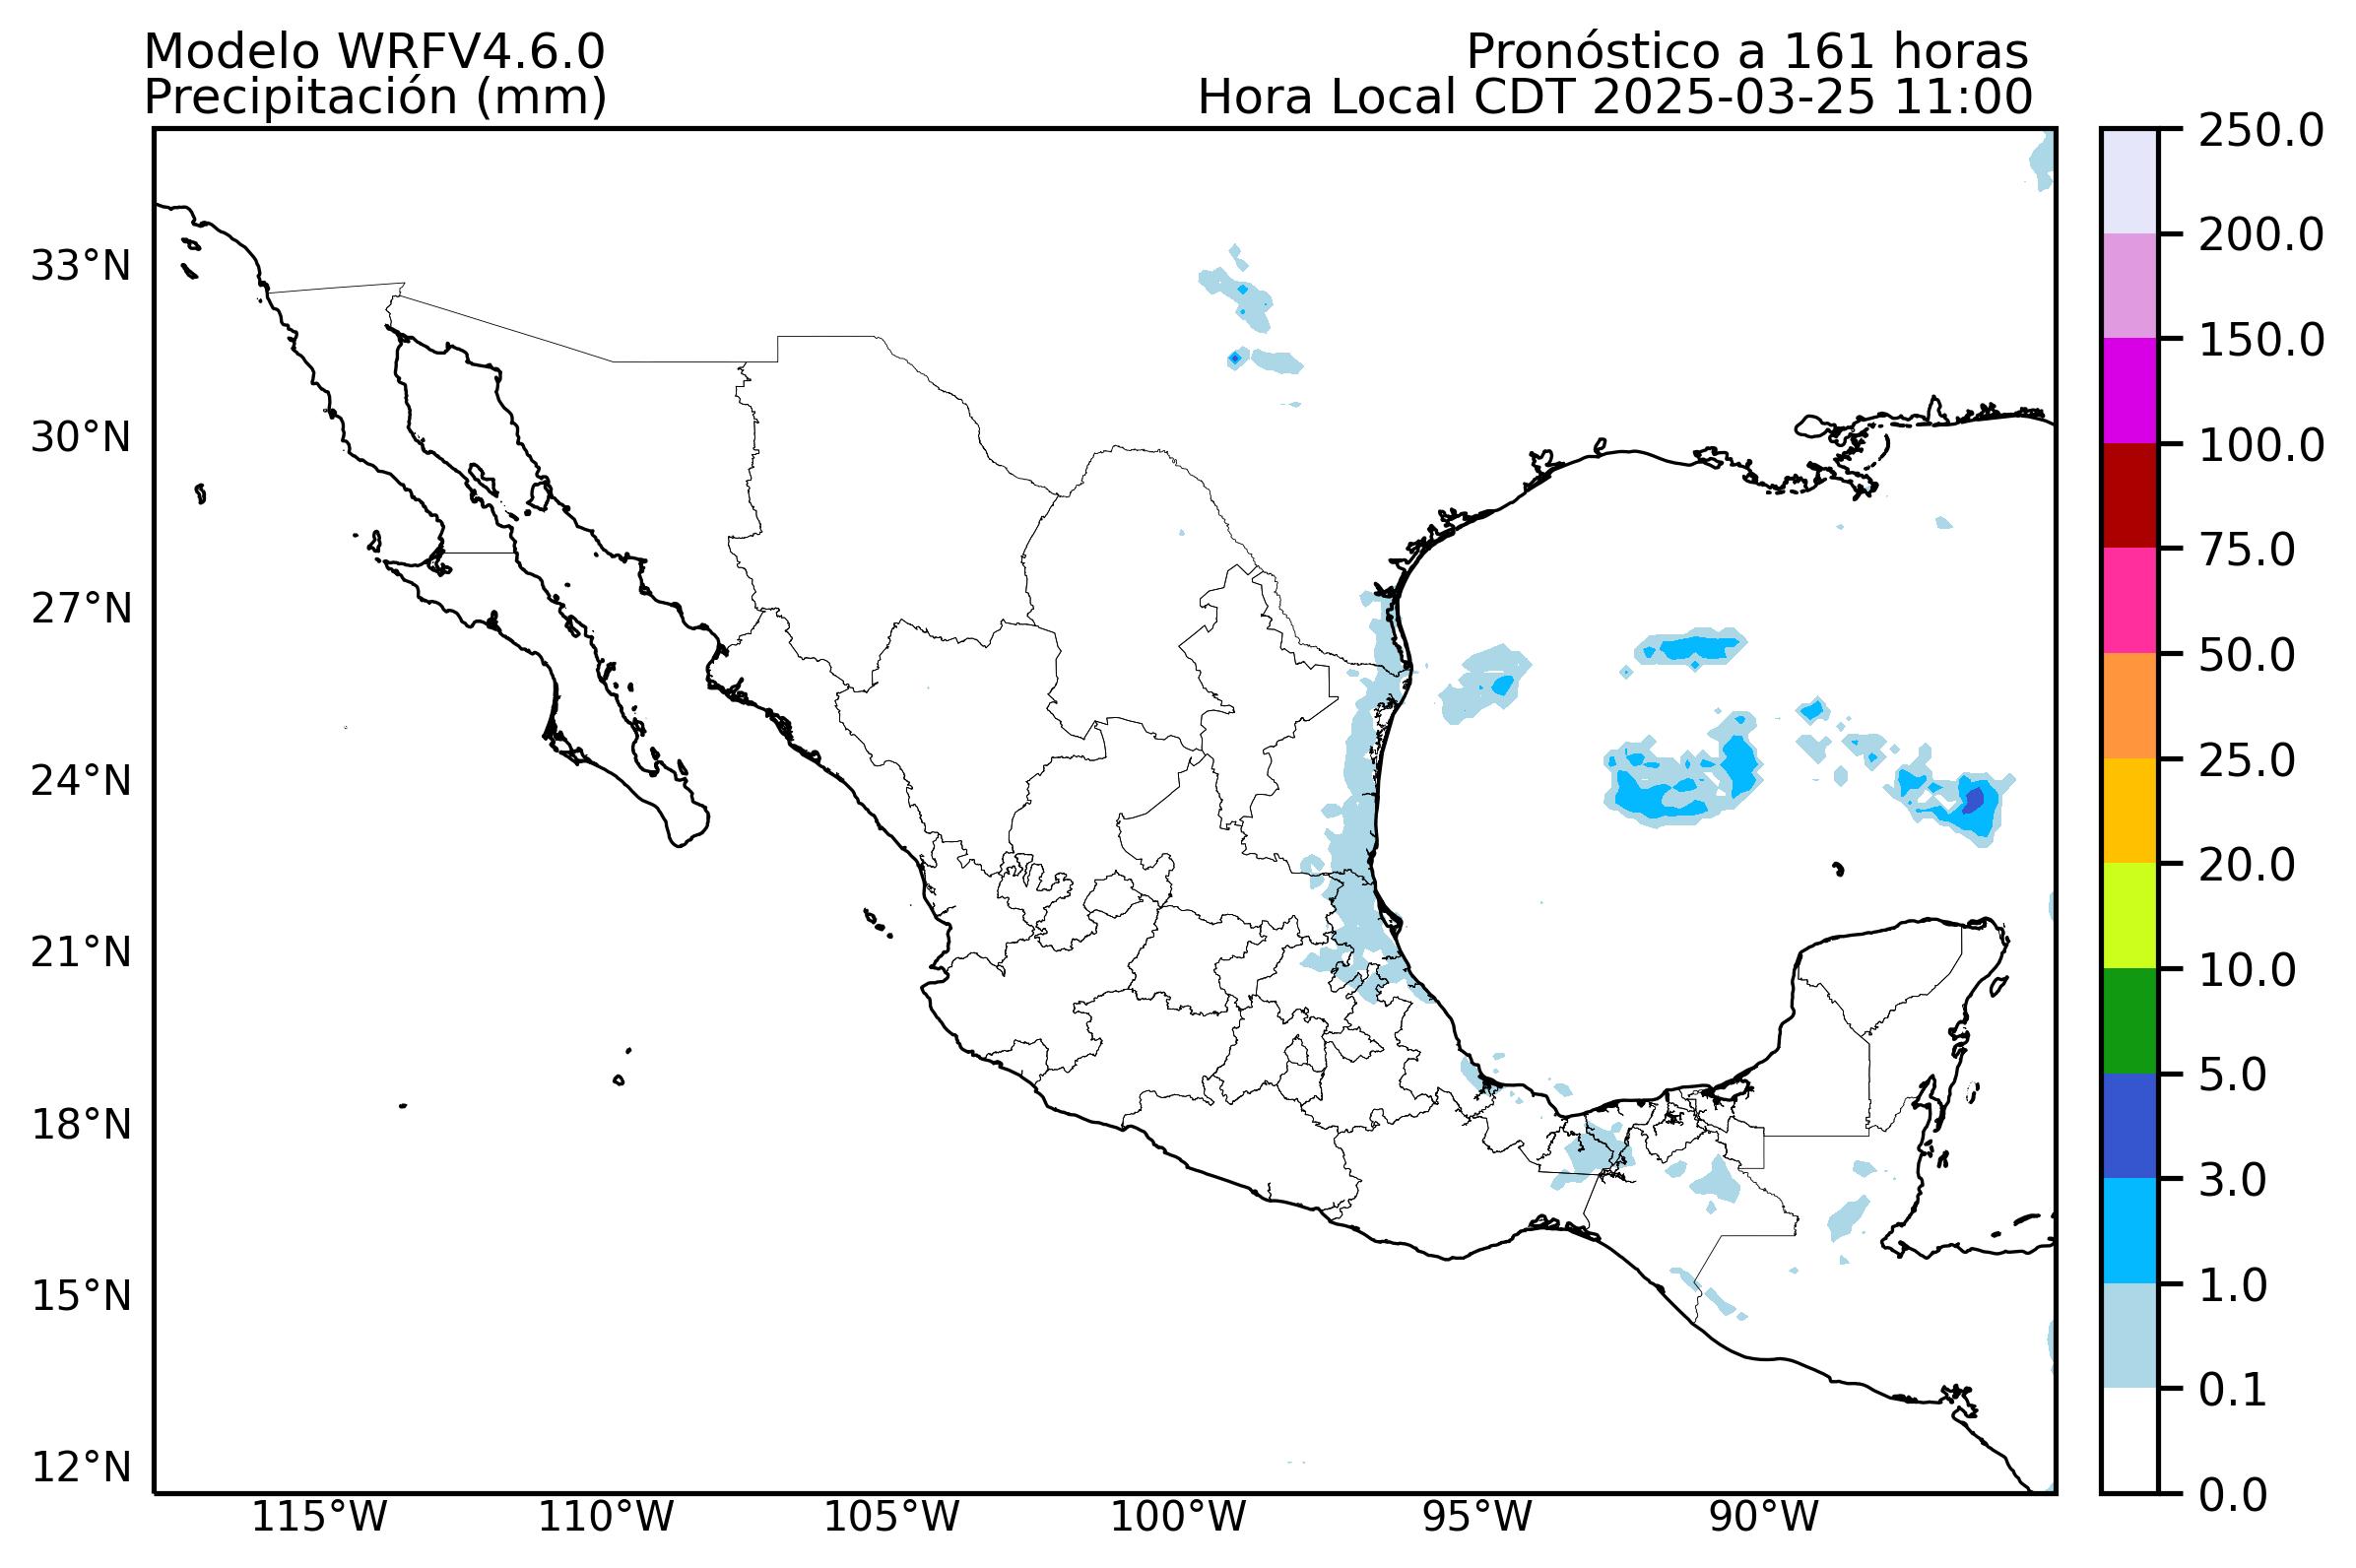 Modelo WRFV4.6.0
Precipitación (mm)
Pronóstico a 161 horas
Hora Local CDT 2025-03-25 11:00
33°N
30°N
27°N
24°N
21°N
18°N
15°N
12°N
115°W
110°W
105°W
100°W
95°W
90°W
250.0
200.0
150.0
100.0
75.0
50.0
25.0
20.0
10.0
5.0
3.0
1.0
0.1
0.0